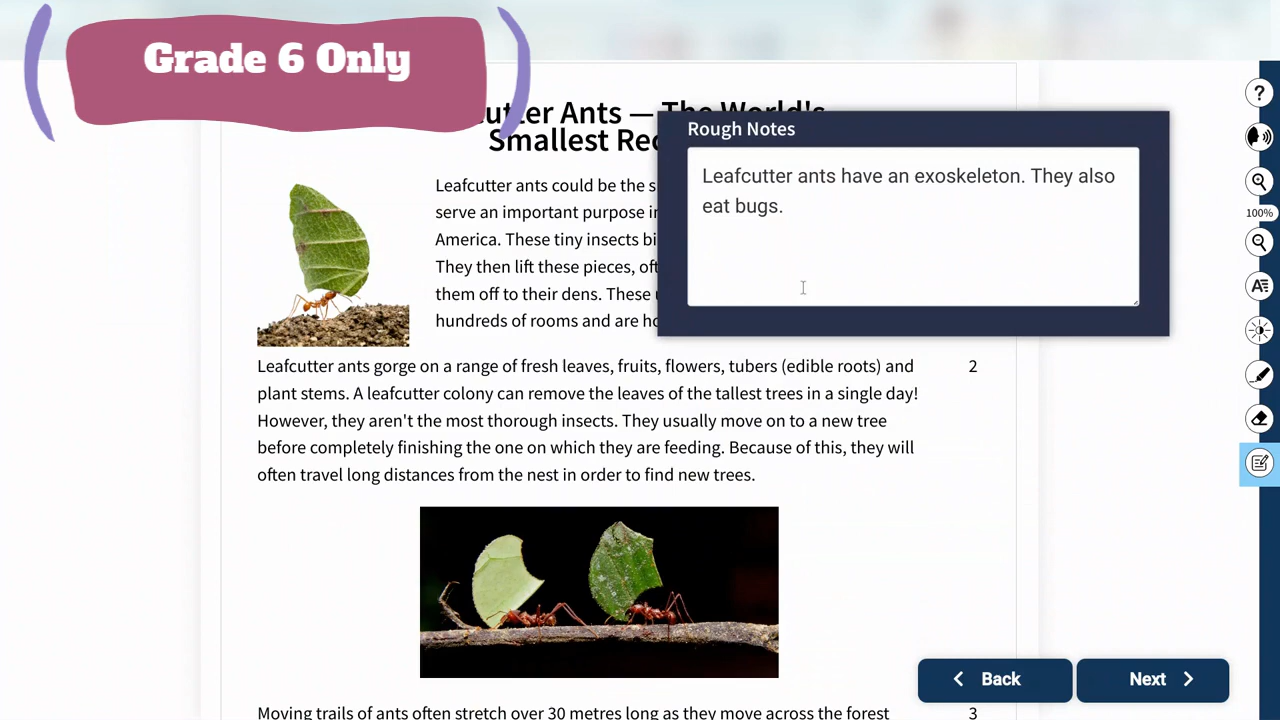 Grade 6 Only
cutter Ants — The World's
Smallest Rec
Rough Notes
Leafcutter ants have an exoskeleton. They also
eat bugs.
Leafcutter ants could be the s
serve an important purpose i
America. These tiny insects bi
They then lift these pieces, of
them off to their dens. These
hundreds of rooms and are ho
Leafcutter ants gorge on a range of fresh leaves, fruits, flowers, tubers (edible roots) and 2
plant stems. A leafcutter colony can remove the leaves of the tallest trees in a single day!
However, they aren't the most thorough insects. They usually move on to a new tree
before completely finishing the one on which they are feeding. Because of this, they will
often travel long distances from the nest in order to find new trees.
Moving trails of ants often stretch over 30 metres long as they move across the forest 3
?
100%
A
Back
Next